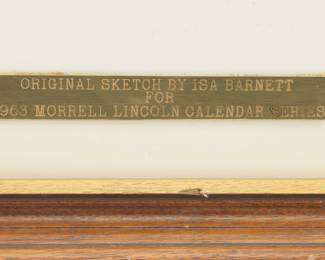 ORIGINAL SKETCH BY ISA BARNETT
FOR
963 MORRELL LINCOLN CALENDAR SERIES